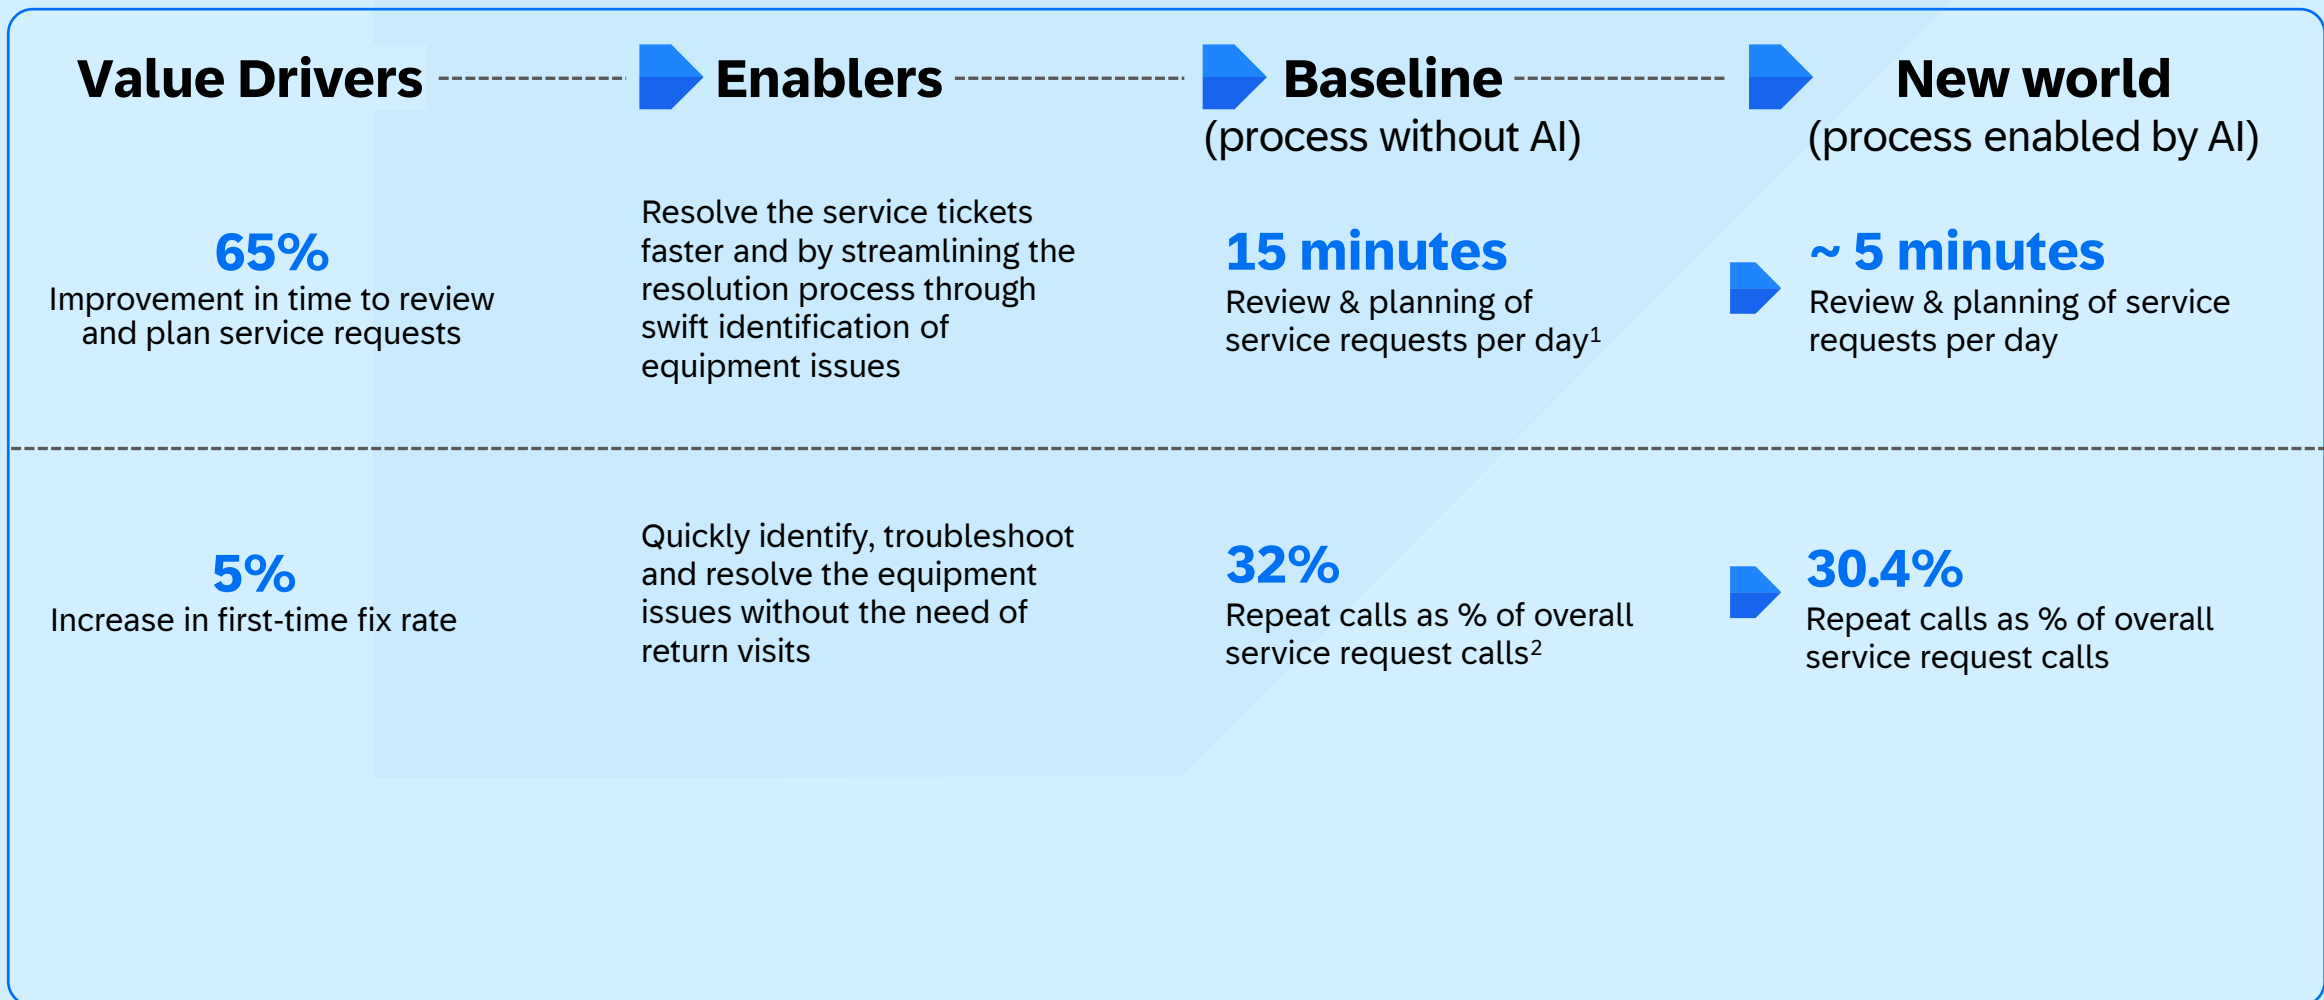 Value Drivers
Enablers
Baseline
(process without AI)
New world
(process enabled by AI)
65%
Improvement in time to review
and plan service requests
Resolve the service tickets
faster and by streamlining the
resolution process through
swift identification of
equipment issues
15 minutes
Review & planning of
service requests per day¹
~ 5 minutes
Review & planning of service
requests per day
5%
Increase in first-time fix rate
Quickly identify, troubleshoot
and resolve the equipment
issues without the need of
return visits
32%
Repeat calls as % of overall
service request calls²
30.4%
Repeat calls as % of overall
service request calls